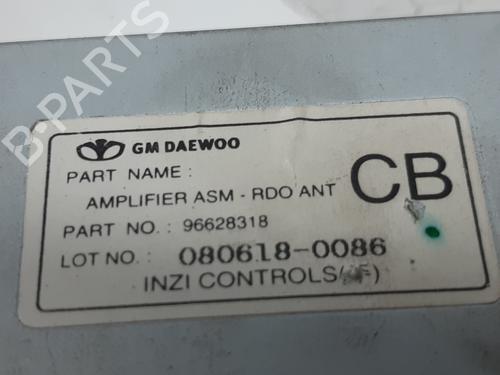 GM DAEWOO
PART NAME :
AMPLIFIER ASM - RDO ANT
CB
PART NO. : 96628318
LOT NO. : 080618-0086
INZI CONTROLS
B-PARTS